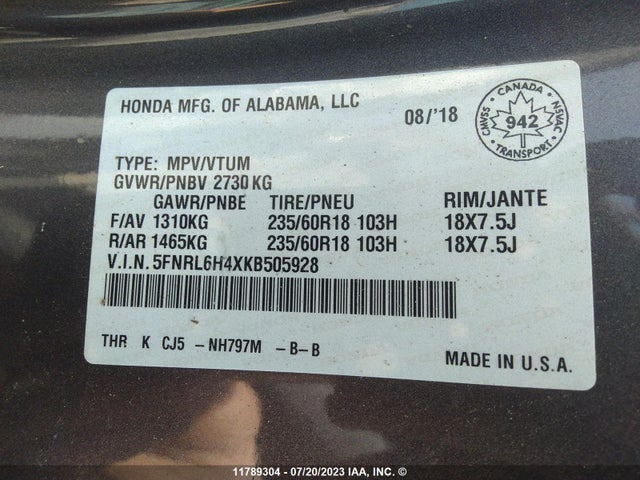 HONDA MFG. OF ALABAMA, LLC
08/'18
CANADA
CMVSS
942
NSVAC
TRANSPORT
TYPE: MPV/VTUM
GVWR/PNBV 2730 KG
GAWR/PNBE TIRE/PNEU RIM/JANTE
F/AV 1310KG 235/60R18 103H 18X7.5J
R/AR 1465KG 235/60R18 103H 18X7.5J
V.I.N. 5FNRL6H4XKB505928
THR K CJ5 -NH797M -B-B
MADE IN U.S.A.
11789304 - 07/20/2023 IAA, INC. ©